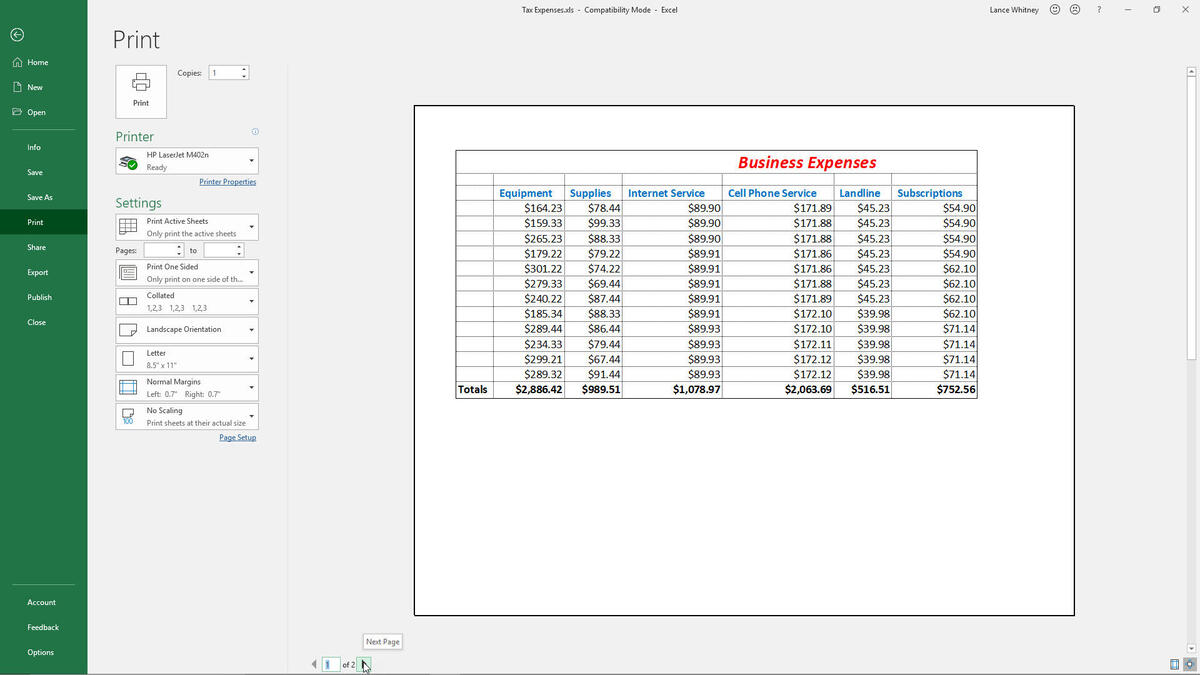 Tax Expenses.xls - Compatibility Mode - Excel
Lance Whitney ?
Home
New
Open
Info
Save
Save As
Print
Share
Export
Publish
Close
Account
Feedback
Options
Print
Print
Copies: 1
Printer
HP LaserJet M402n
Ready
Printer Properties
Settings
Print Active Sheets
Only print the active sheets
Pages: to
Print One Sided
Only print on one side of th...
Collated
1,2,3 1,2,3 1,2,3
Landscape Orientation
Letter
8.5" x 11"
Normal Margins
Left: 0.7" Right: 0.7"
No Scaling
100
Print sheets at their actual size
Page Setup
Business Expenses
Equipment Supplies Internet Service Cell Phone Service Landline Subscriptions
$164.23 $78.44 $89.90 $171.89 $45.23 $54.90
$159.33 $99.33 $89.90 $171.88 $45.23 $54.90
$265.23 $88.33 $89.90 $171.88 $45.23 $54.90
$179.22 $79.22 $89.91 $171.86 $45.23 $54.90
$301.22 $74.22 $89.91 $171.86 $45.23 $62.10
$279.33 $69.44 $89.91 $171.88 $45.23 $62.10
$240.22 $87.44 $89.91 $171.89 $45.23 $62.10
$185.34 $88.33 $89.91 $172.10 $39.98 $62.10
$289.44 $86.44 $89.93 $172.10 $39.98 $71.14
$234.33 $79.44 $89.93 $172.11 $39.98 $71.14
$299.21 $67.44 $89.93 $172.12 $39.98 $71.14
$289.32 $91.44 $89.93 $172.12 $39.98 $71.14
Totals $2,886.42 $989.51 $1,078.97 $2,063.69 $516.51 $752.56
Next Page
1 of 2